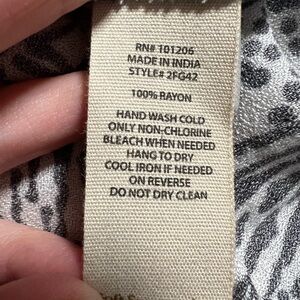 RN# 101206
MADE IN INDIA
STYLE# 2FG42
100% RAYON
HAND WASH COLD
ONLY NON-CHLORINE
BLEACH WHEN NEEDED
HANG TO DRY
COOL IRON IF NEEDED
ON REVERSE
DO NOT DRY CLEAN